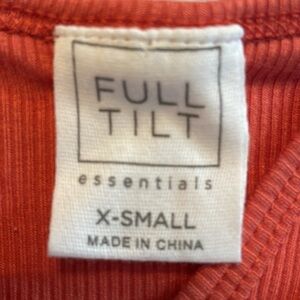 FULL
TILT
essentials
X-SMALL
MADE IN CHINA